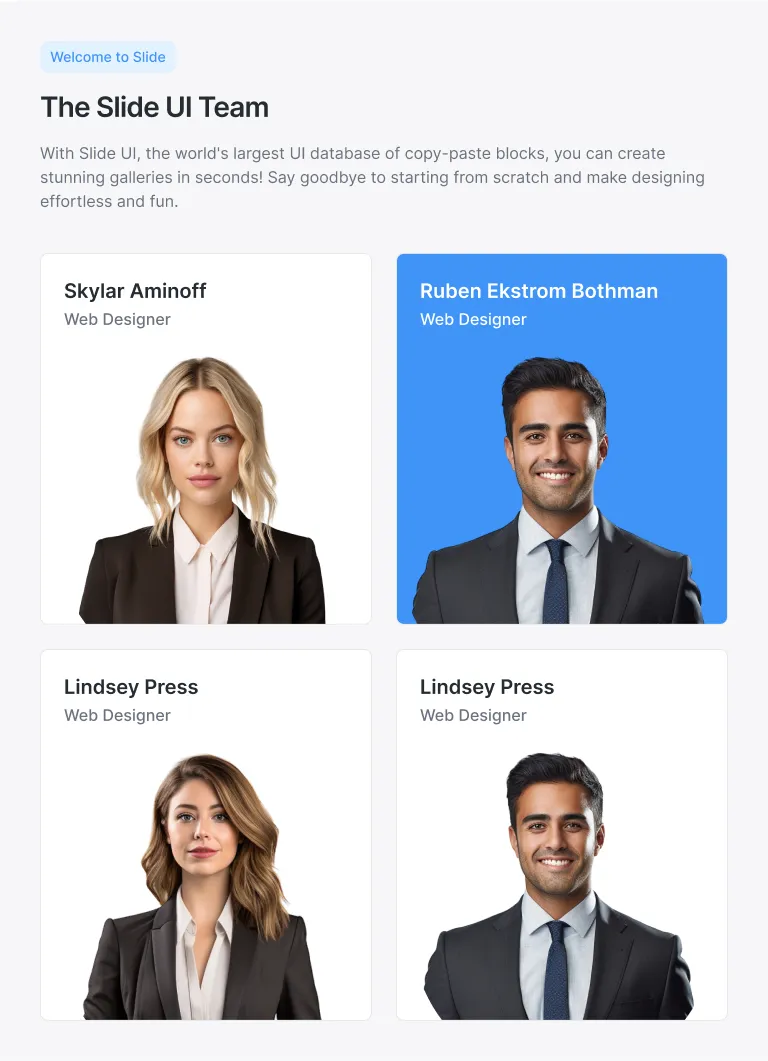 Welcome to Slide
The Slide UI Team
With Slide UI, the world's largest UI database of copy-paste blocks, you can create
stunning galleries in seconds! Say goodbye to starting from scratch and make designing
effortless and fun.
Skylar Aminoff
Web Designer
Ruben Ekstrom Bothman
Web Designer
Lindsey Press
Web Designer
Lindsey Press
Web Designer